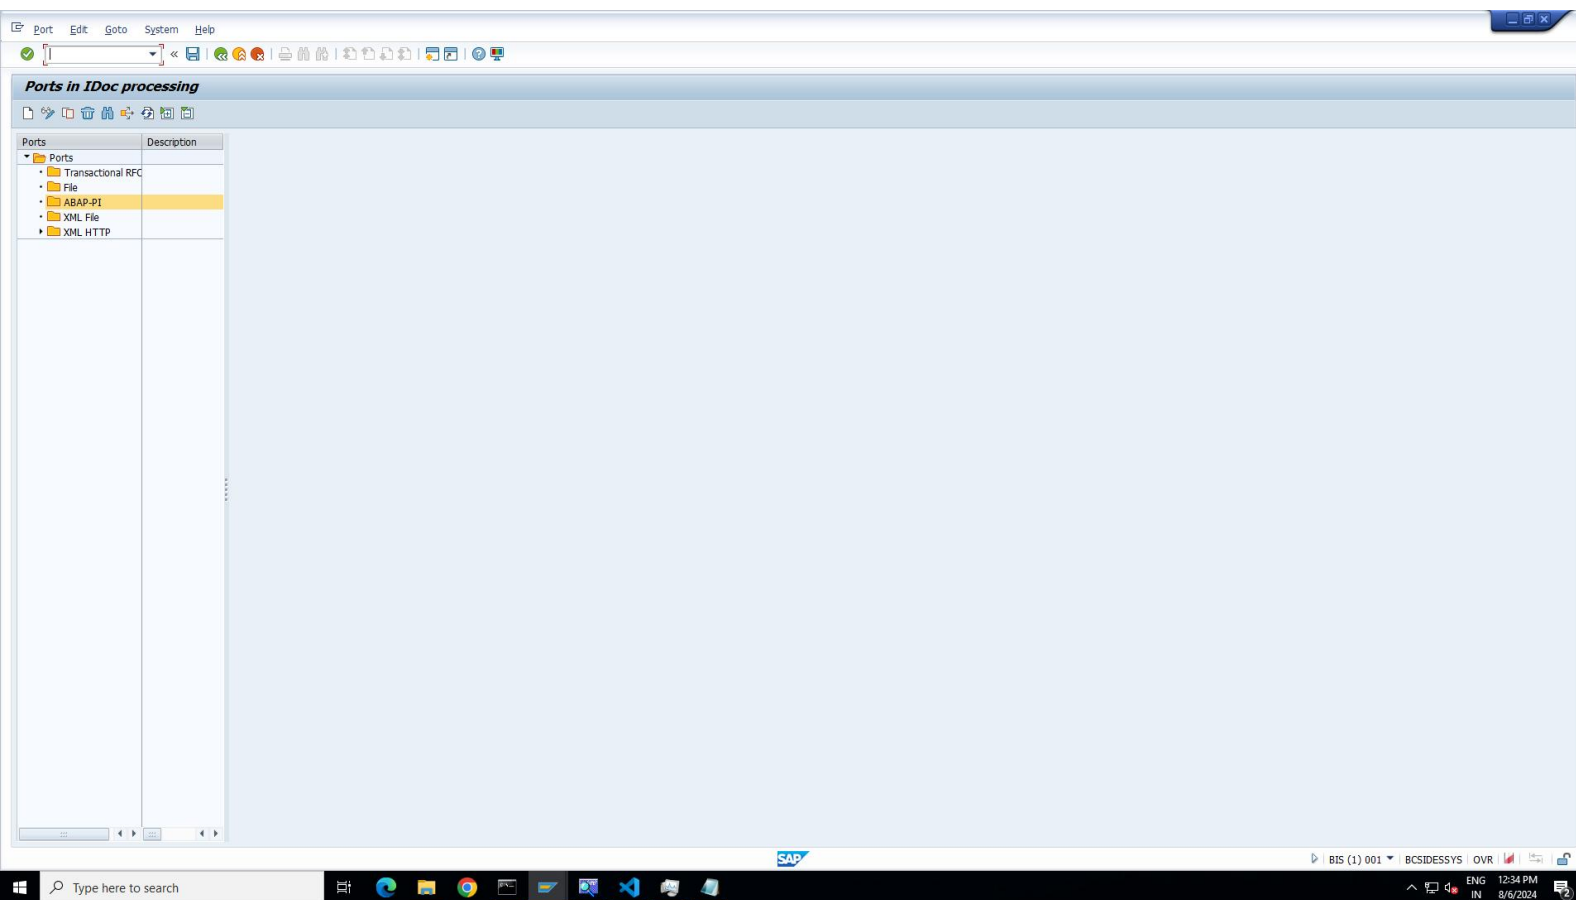 Port Edit Goto System Help
Ports in IDoc processing
Ports Description
Ports
Transactional RFC
File
ABAP-PI
XML File
XML HTTP
SAP
BIS (1) 001 BCSIDESSYS OVR
Type here to search
ENG 12:34 PM
IN 8/6/2024 2